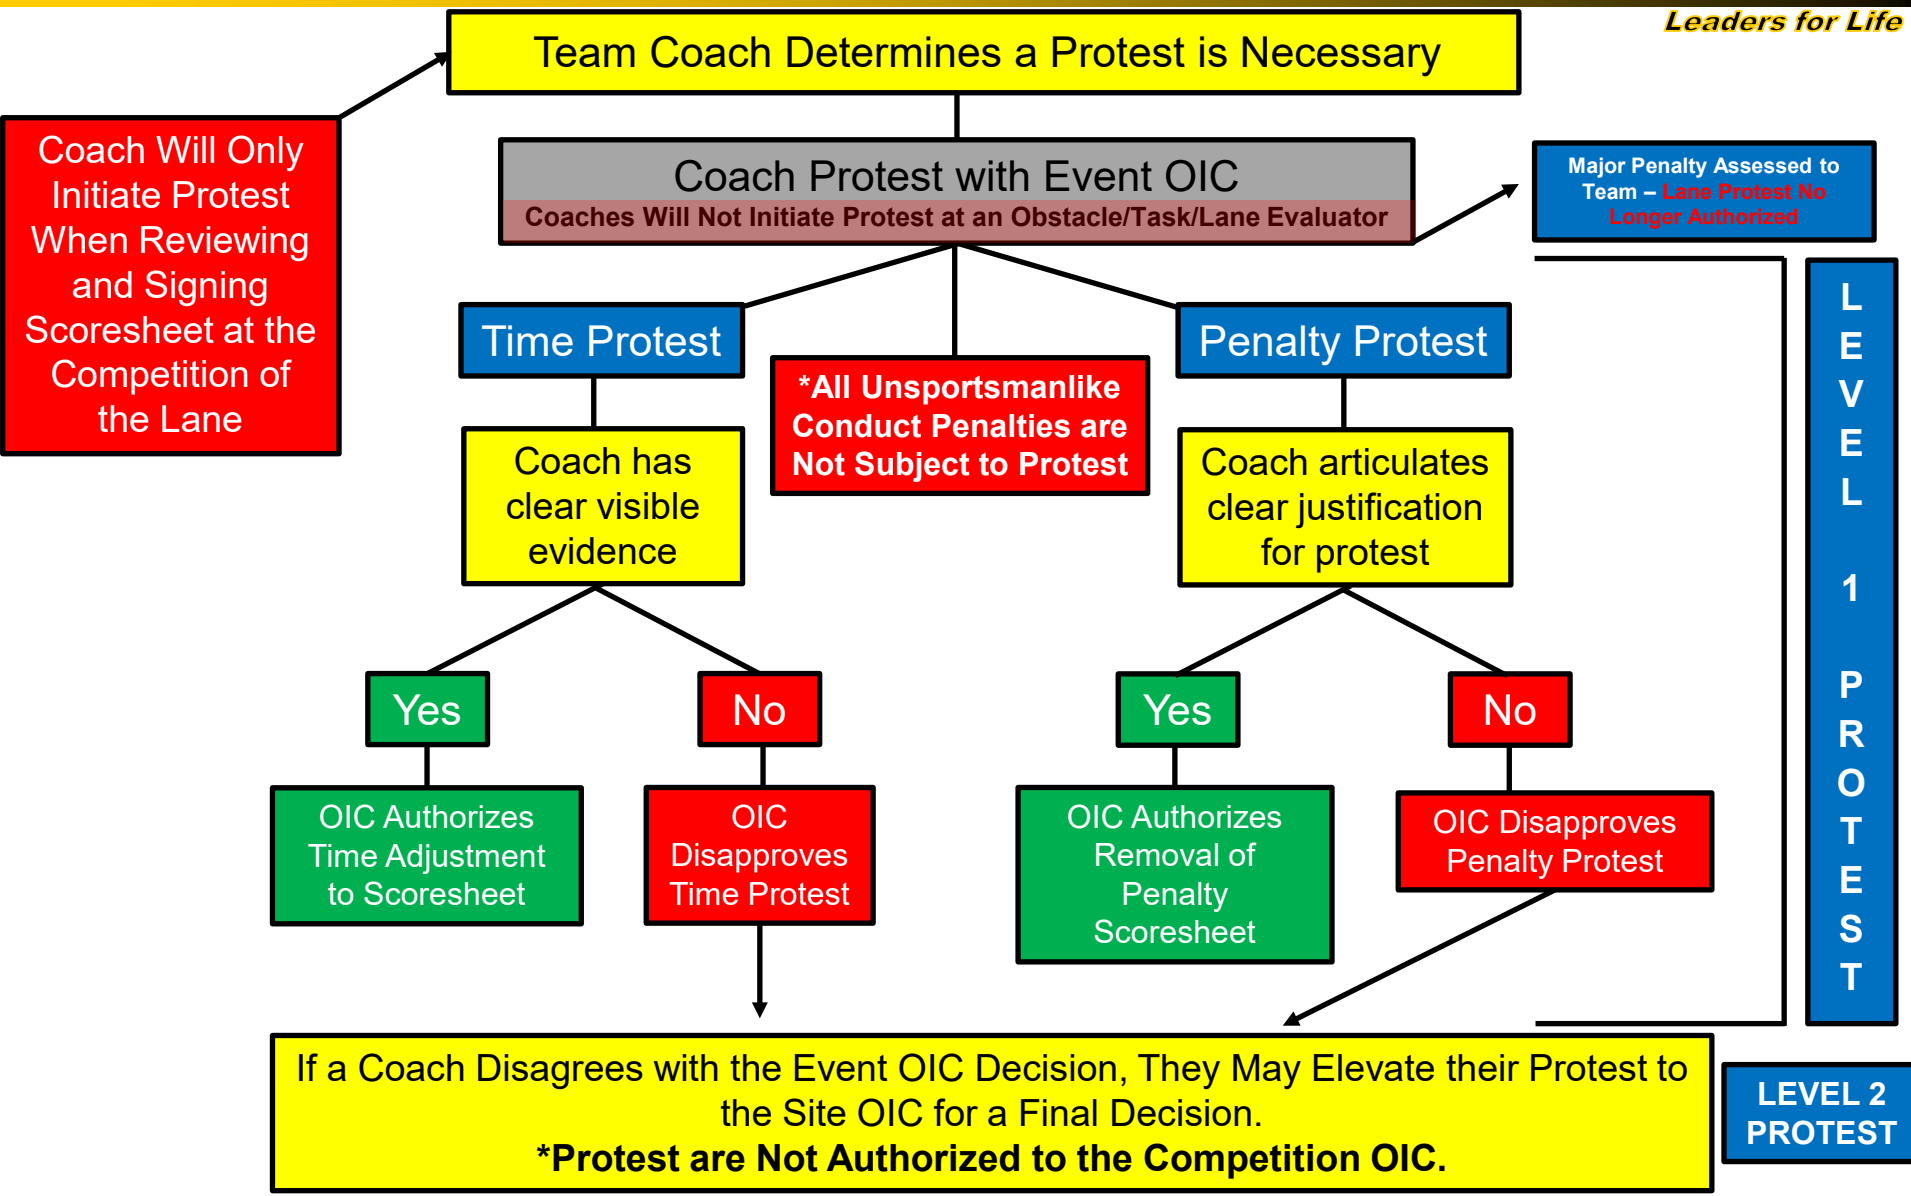 Leaders for Life
Team Coach Determines a Protest is Necessary
Coach Will Only
Initiate Protest
When Reviewing
and Signing
Scoresheet at the
Competition of
the Lane
Coach Protest with Event OIC
Coaches Will Not Initiate Protest at an Obstacle/Task/Lane Evaluator
Major Penalty Assessed to
Team – Lane Protest No
Longer Authorized
Time Protest
*All Unsportsmanlike
Conduct Penalties are
Not Subject to Protest
Penalty Protest
Coach has
clear visible
evidence
Coach articulates
clear justification
for protest
Yes
No
Yes
No
OIC Authorizes
Time Adjustment
to Scoresheet
OIC
Disapproves
Time Protest
OIC Authorizes
Removal of
Penalty
Scoresheet
OIC Disapproves
Penalty Protest
L
E
V
E
L
1
P
R
O
T
E
S
T
If a Coach Disagrees with the Event OIC Decision, They May Elevate their Protest to
the Site OIC for a Final Decision.
*Protest are Not Authorized to the Competition OIC.
LEVEL 2
PROTEST